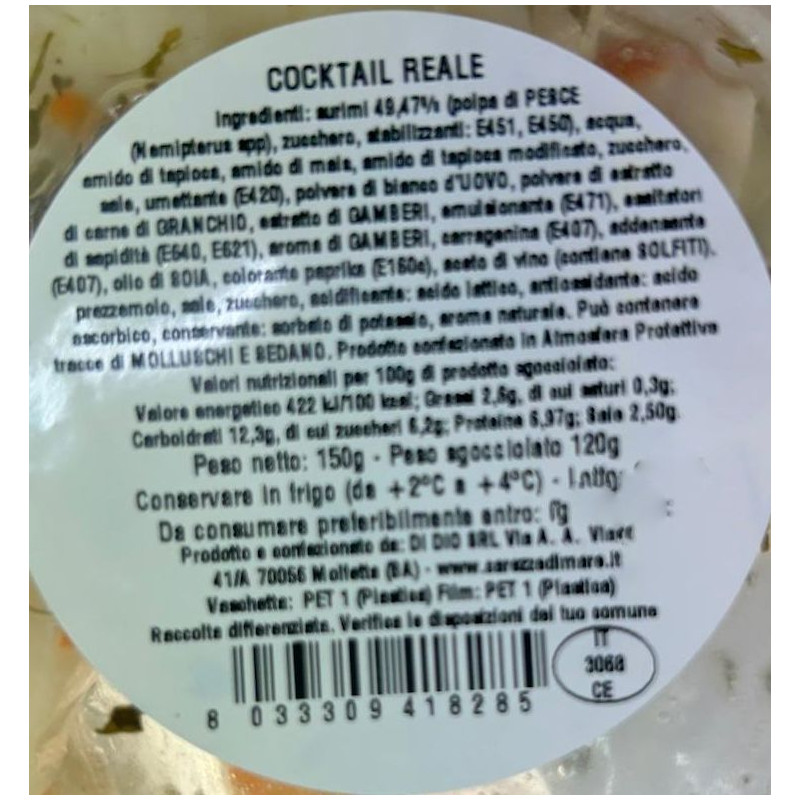 COCKTAIL REALE
Ingredienti: surimi 49,47% (polpa di PESCE
(Nemipterus spp), zucchero, stabilizzanti: E451, E450), acqua,
amido di tapioca, amido di mais, amido di tapioca modificato, zucchero,
sale, umettante (E420), polvere di bianco d'UOVO, polvere di estratto
di carne di GRANCHIO, estratto di GAMBERI, emulsionante (E471), esaltatori
di sapidità (E640, E621), aroma di GAMBERI, carragenina (E407), addensante
(E407), olio di SOIA, colorante paprika (E160c), aceto di vino (contiene SOLFITI),
prezzemolo, sale, zucchero, acidificante: acido lattico, antiossidante: acido
ascorbico, conservante: sorbato di potassio, aroma naturale. Può contenere
tracce di MOLLUSCHI E SEDANO. Prodotto confezionato in Atmosfera Protettiva
Valori nutrizionali per 100g di prodotto sgocciolato:
Valore energetico 422 kJ/100 kcal; Grassi 2,6g, di cui saturi 0,3g;
Carboidrati 12,3g, di cui zuccheri 6,2g; Proteine 6,97g; Sale 2,50g.
Peso netto: 150g - Peso sgocciolato 120g
Conservare in frigo (da +2°C a +4°C) -
Da consumare preferibilmente entro:
Prodotto e confezionato da: DI DIO SRL Via A. A.
41/A 70056 Molfetta (BA) - www.sarazzadimare.it
Vaschetta: PET 1 (Plastica) Film: PET 1 (Plastica)
Raccolta differenziata. Verifica le disposizioni del tuo comune
IT
3068
CE
8 033309 418285